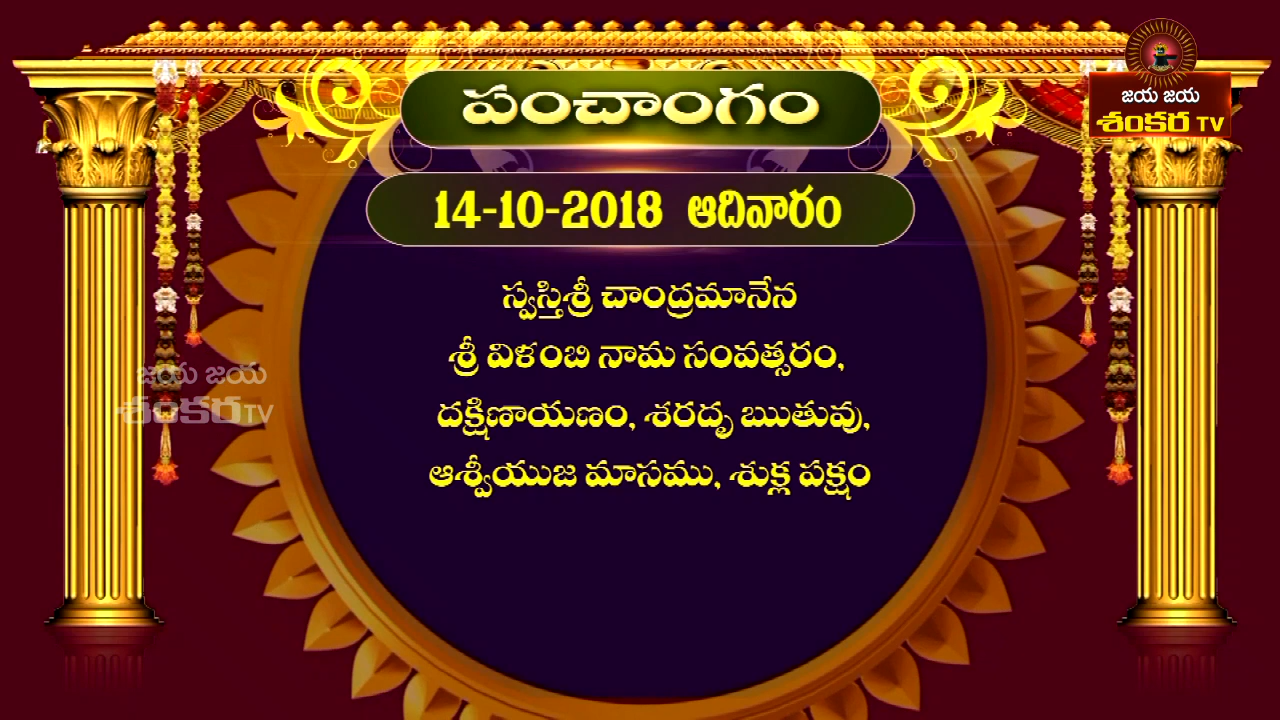 పంచాంగం
జయ జయ
శంకర TV
14-10-2018 ఆదివారం
స్వస్తిశ్రీ చాంద్రమానేన
శ్రీ విళంబి నామ సంవత్సరం,
దక్షిణాయణం, శరదృ ఋతువు,
ఆశ్వీయుజ మాసము, శుక్ల పక్షం
జయ జయ
శంకర TV